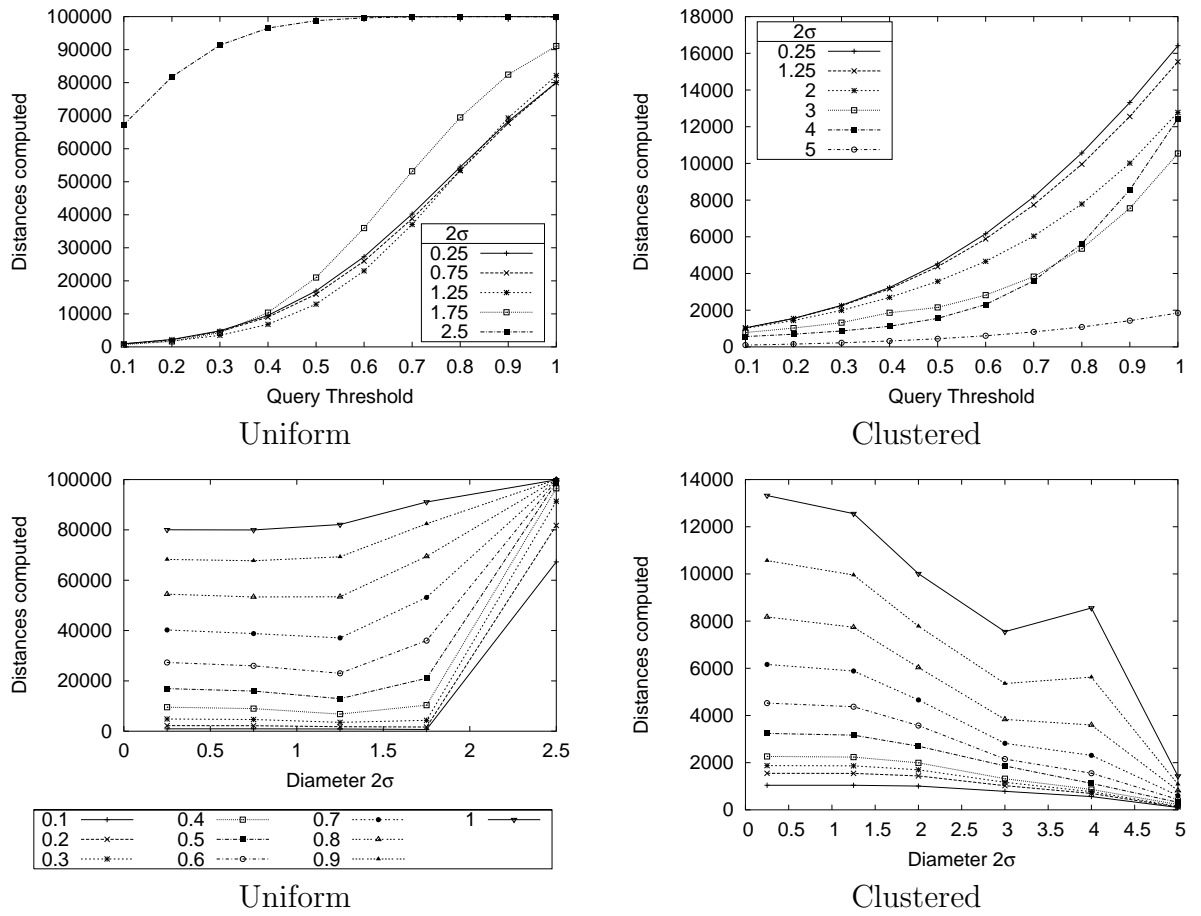 100000
90000
80000
70000
60000
50000
40000
30000
20000
10000
0
Distances computed
0.1 0.2 0.3 0.4 0.5 0.6 0.7 0.8 0.9 1
Query Threshold
2σ
0.25
0.75
1.25
1.75
2.5
Uniform
18000
16000
14000
12000
10000
8000
6000
4000
2000
0
Distances computed
0.1 0.2 0.3 0.4 0.5 0.6 0.7 0.8 0.9 1
Query Threshold
2σ
0.25
1.25
2
3
4
5
Clustered
100000
80000
60000
40000
20000
0
Distances computed
0 0.5 1 1.5 2 2.5
Diameter 2σ
0.1 0.4 0.7 1
0.2 0.5 0.8
0.3 0.6 0.9
Uniform
14000
12000
10000
8000
6000
4000
2000
0
Distances computed
0.5 1 1.5 2 2.5 3 3.5 4 4.5 5
Diameter 2σ
Clustered